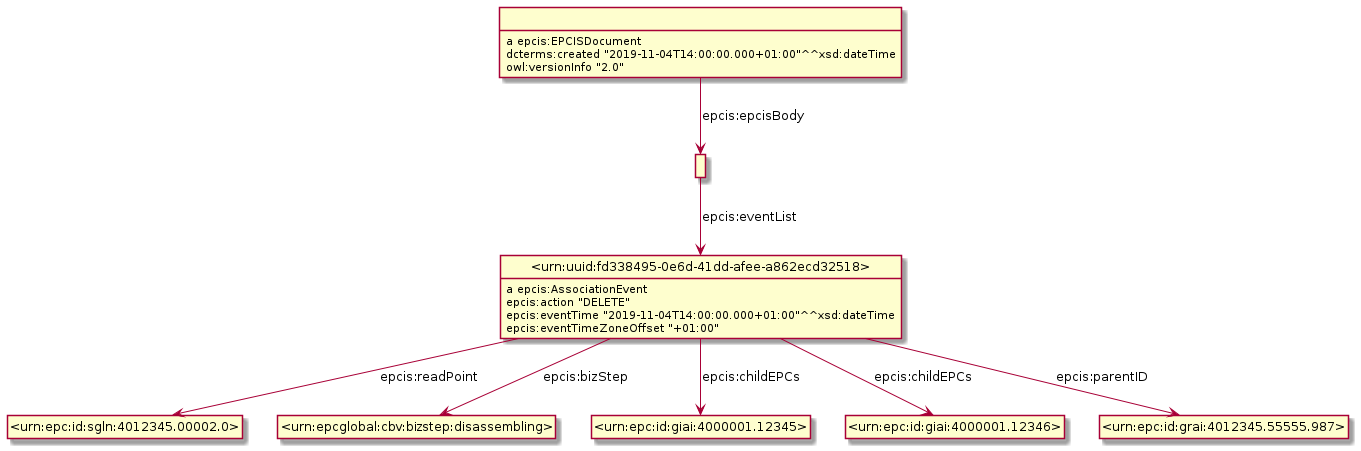 a epcis:EPCISDocument
dcterms:created "2019-11-04T14:00:00.000+01:00"^^xsd:dateTime
owl:versionInfo "2.0"
epcis:epcisBody
epcis:eventList
<urn:uuid:fd338495-0e6d-41dd-afee-a862ecd32518>
a epcis:AssociationEvent
epcis:action "DELETE"
epcis:eventTime "2019-11-04T14:00:00.000+01:00"^^xsd:dateTime
epcis:eventTimeZoneOffset "+01:00"
epcis:readPoint
epcis:bizStep
epcis:childEPCs
epcis:childEPCs
epcis:parentID
<urn:epc:id:sgln:4012345.00002.0>
<urn:epcglobal:cbv:bizstep:disassembling>
<urn:epc:id:giai:4000001.12345>
<urn:epc:id:giai:4000001.12346>
<urn:epc:id:grai:4012345.55555.987>